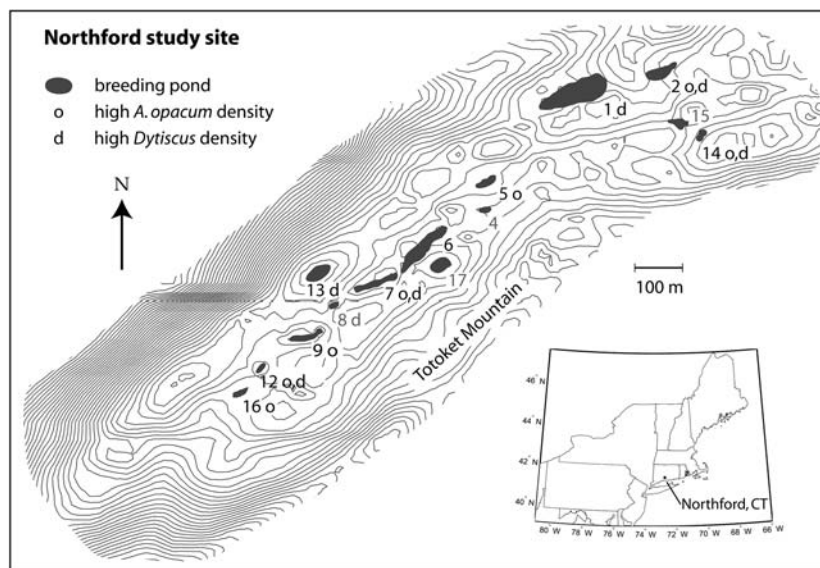 Northford study site
breeding pond
o high A. opacum density
d high Dytiscus density
N
1 d
2 o,d
15
14 o,d
5 o
4
6
17
13 d
7 o,d
8 d
9 o
12 o,d
16 o
100 m
Totoket Mountain
46 N
44 N
42 N
40 N
Northford, CT
80 W
78 W
76 W
74 W
72 W
70 W
68 W
66 W